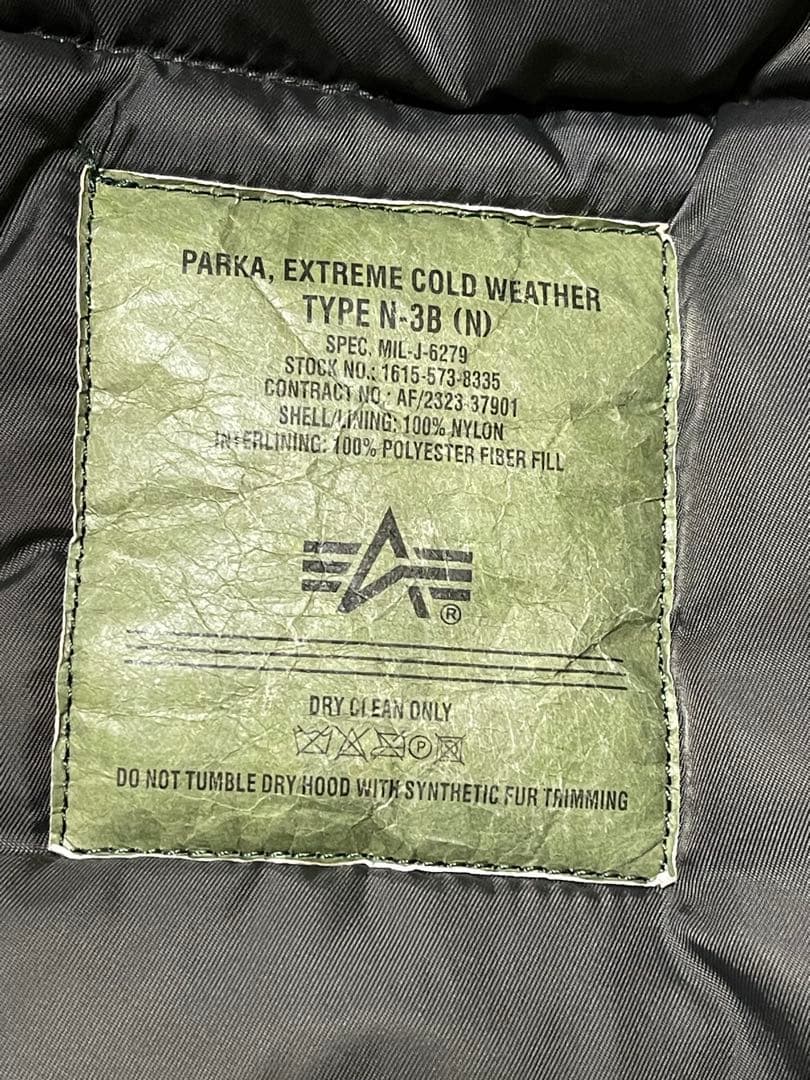 PARKA, EXTREME COLD WEATHER
TYPE N-3B (N)
SPEC. MIL-J-6279
STOCK NO.: 1615-573-8335
CONTRACT NO.: AF/2323-37901
SHELL/LINING: 100% NYLON
INTERLINING: 100% POLYESTER FIBER FILL
®
DRY CLEAN ONLY
P
DO NOT TUMBLE DRY HOOD WITH SYNTHETIC FUR TRIMMING